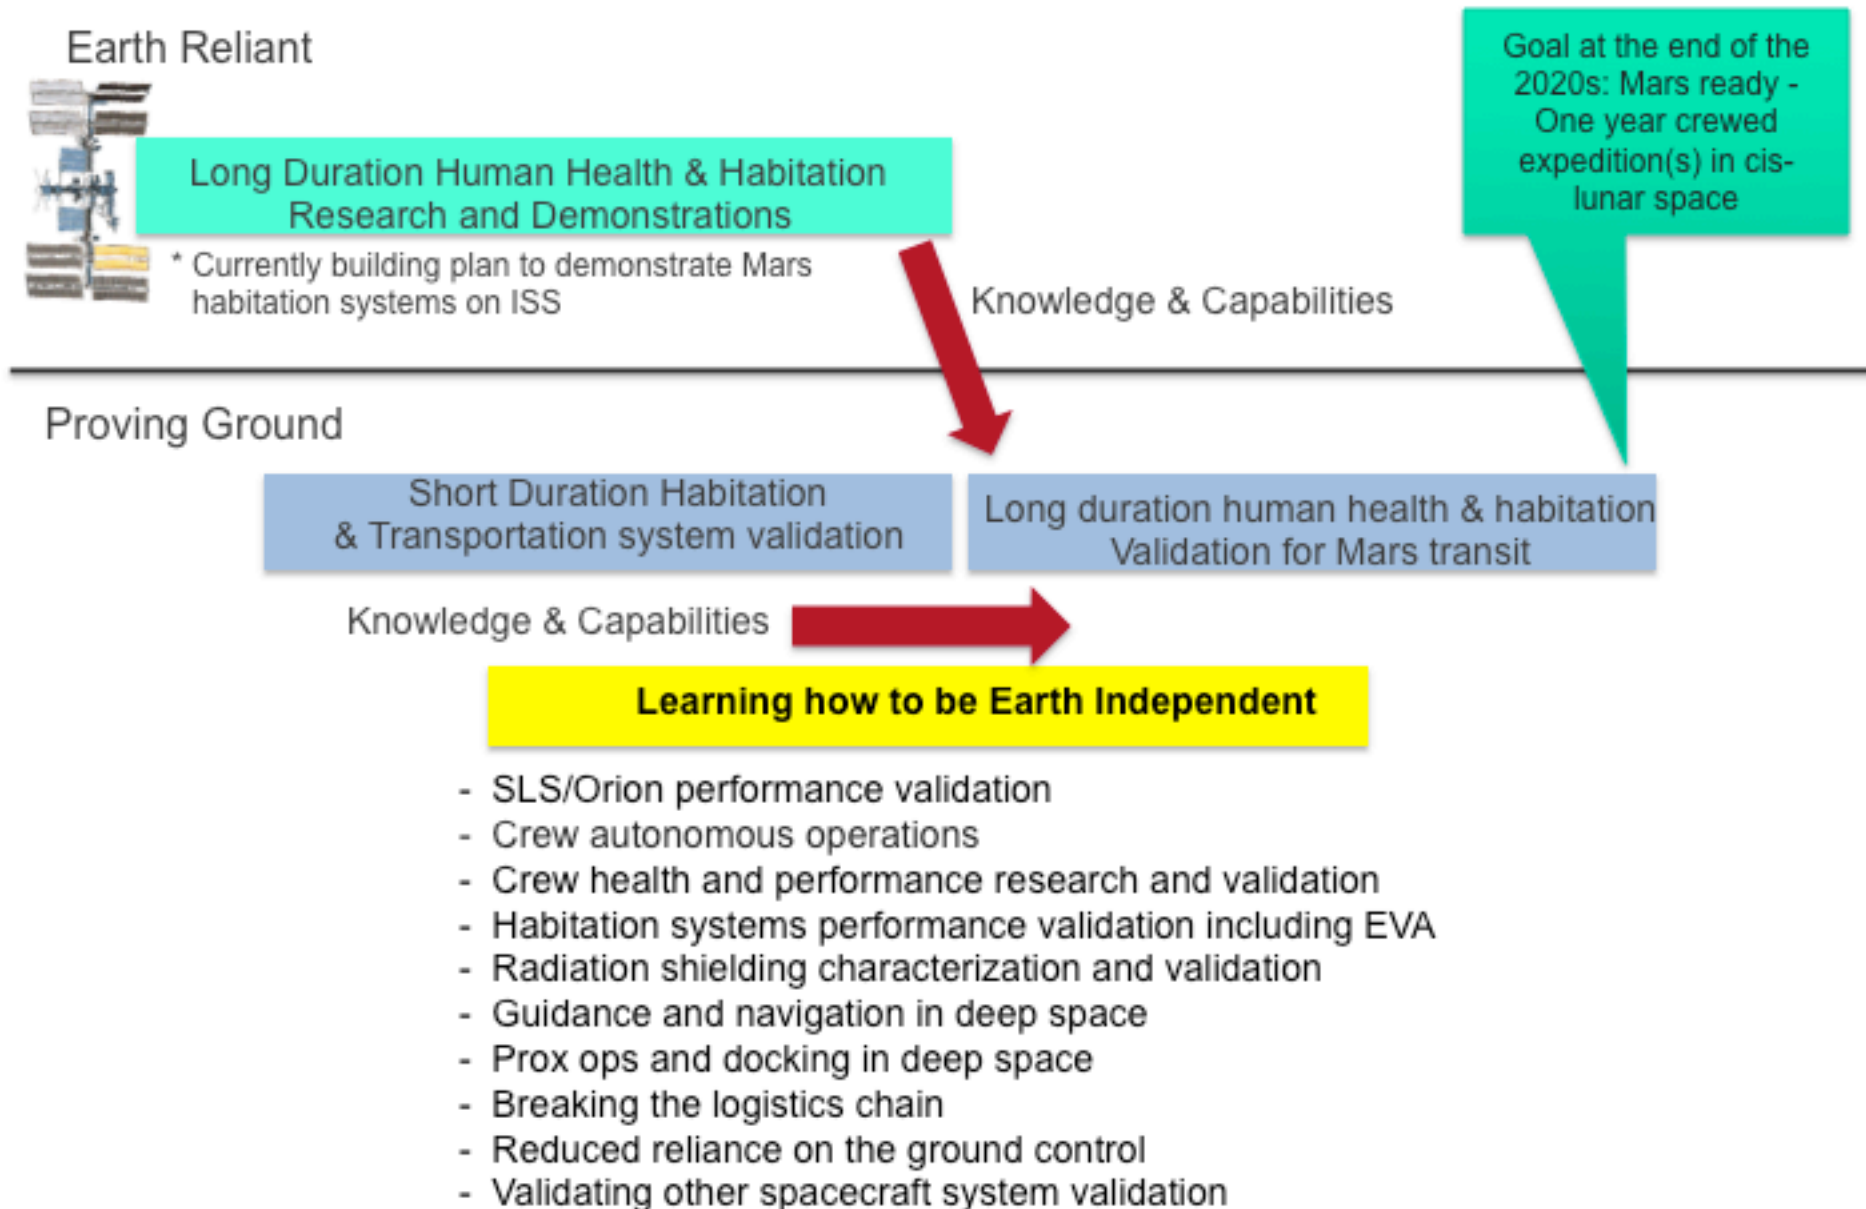 Earth Reliant
Goal at the end of the
2020s: Mars ready -
One year crewed
expedition(s) in cis-
lunar space
Long Duration Human Health & Habitation
Research and Demonstrations
* Currently building plan to demonstrate Mars
habitation systems on ISS
Knowledge & Capabilities
Proving Ground
Short Duration Habitation
& Transportation system validation
Long duration human health & habitation
Validation for Mars transit
Knowledge & Capabilities
Learning how to be Earth Independent
- SLS/Orion performance validation
- Crew autonomous operations
- Crew health and performance research and validation
- Habitation systems performance validation including EVA
- Radiation shielding characterization and validation
- Guidance and navigation in deep space
- Prox ops and docking in deep space
- Breaking the logistics chain
- Reduced reliance on the ground control
- Validating other spacecraft system validation